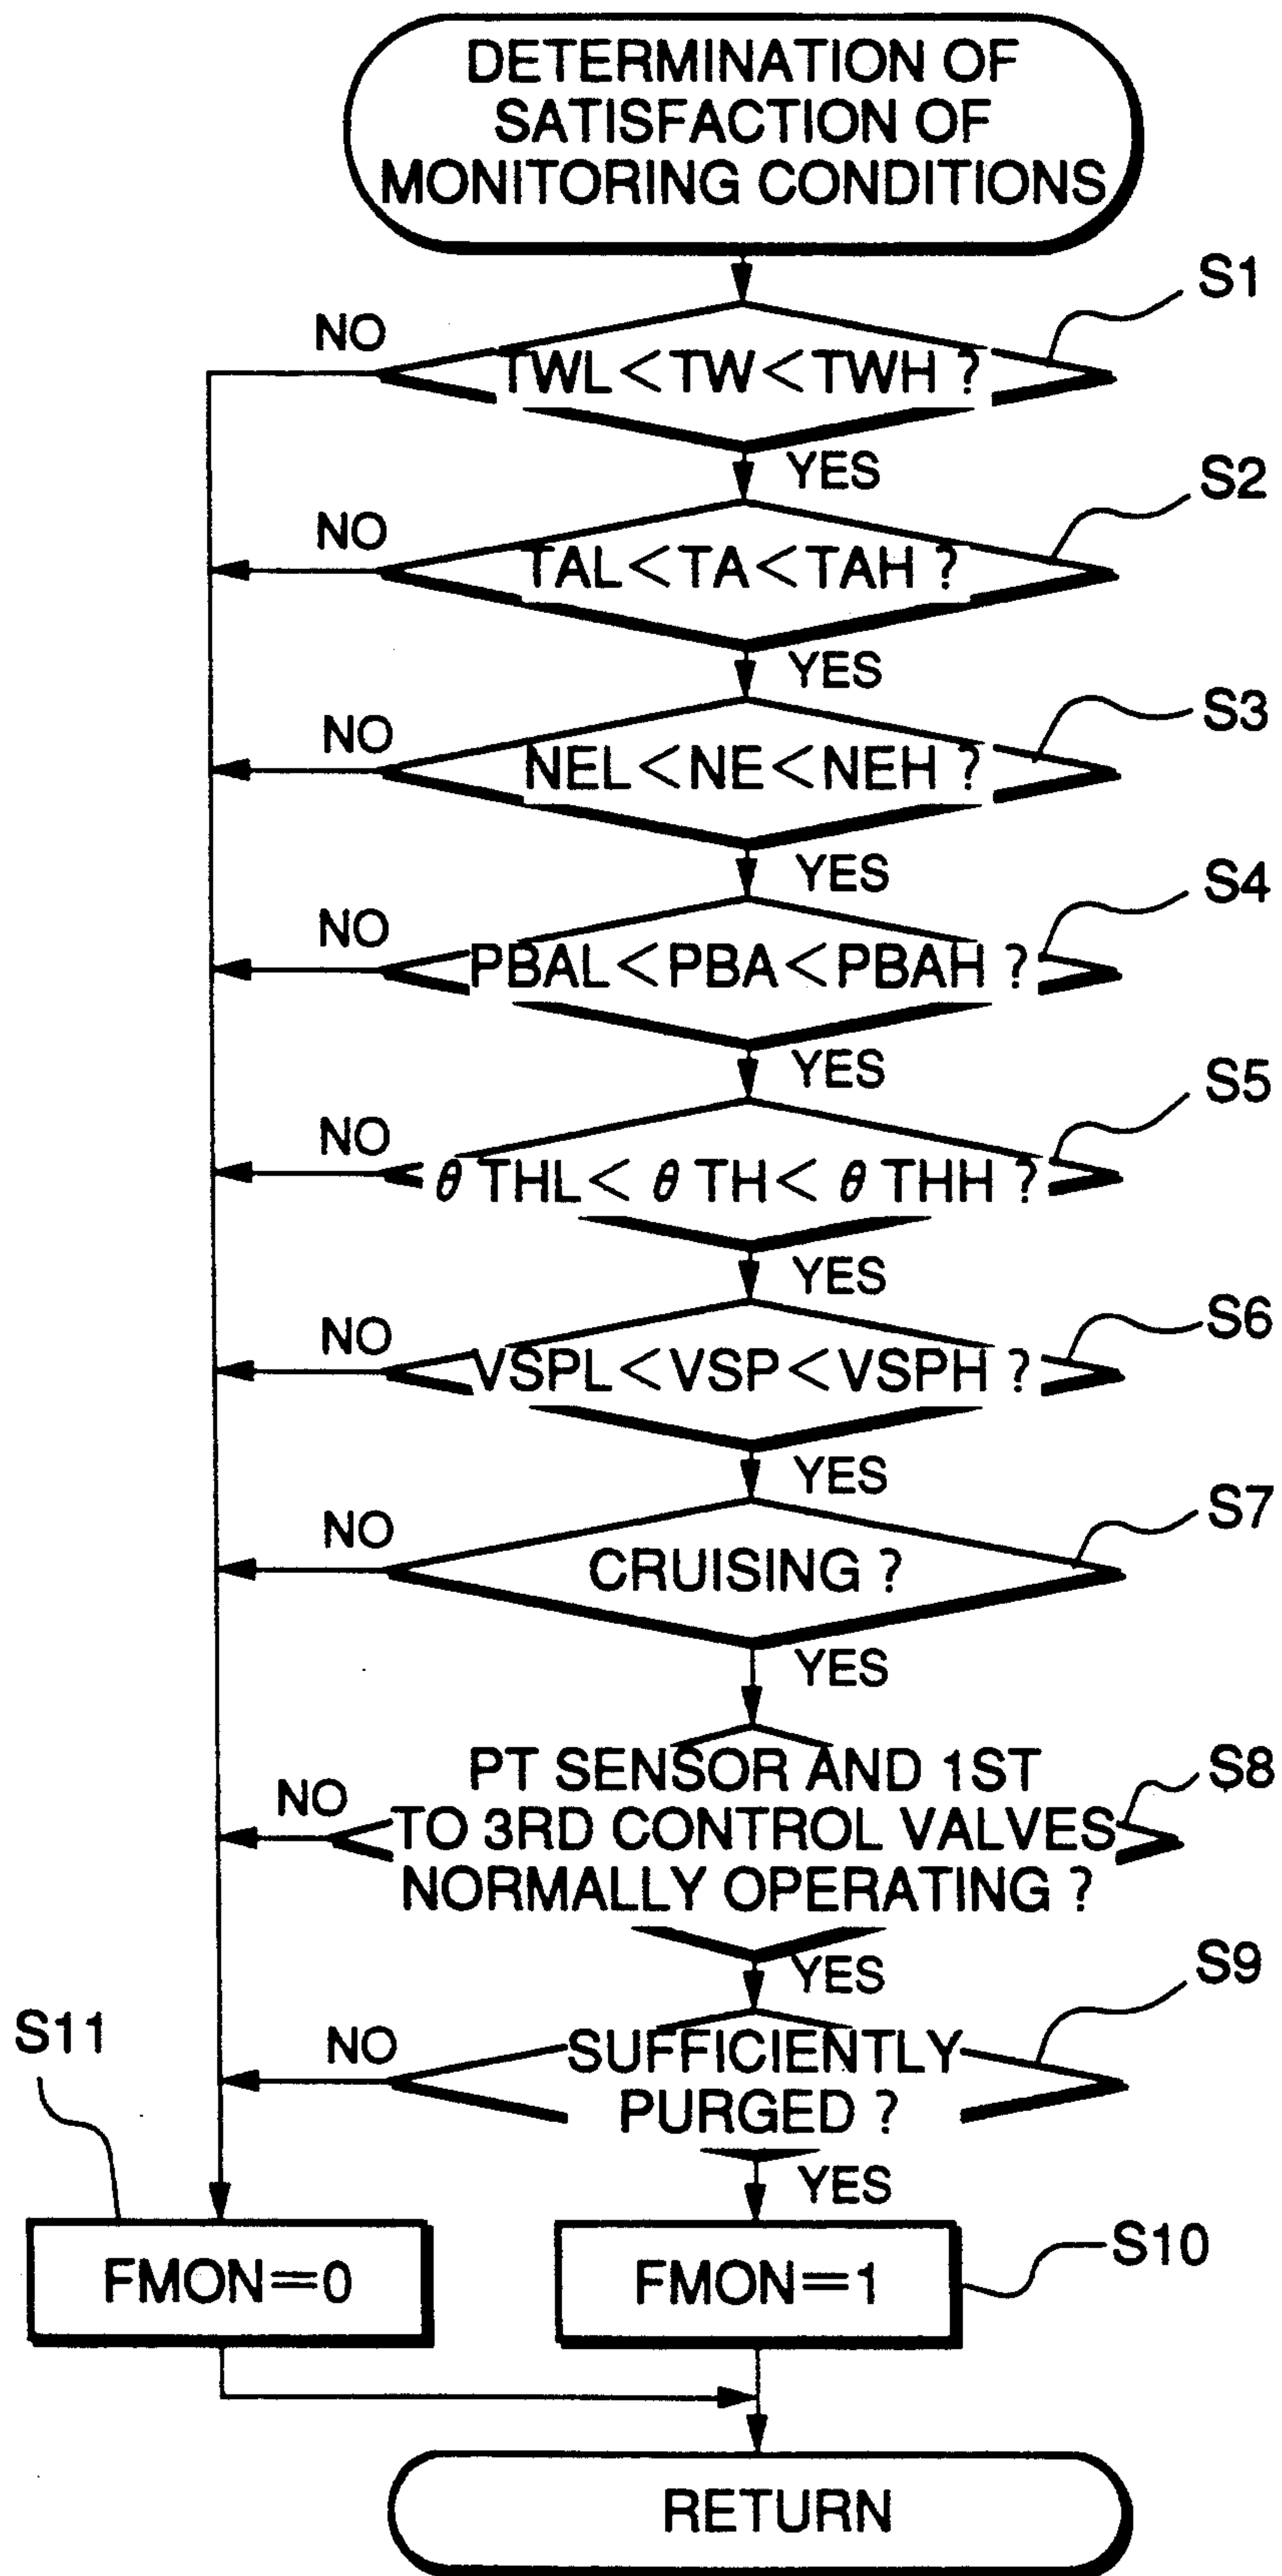 DETERMINATION OF
SATISFACTION OF
MONITORING CONDITIONS
S1
NO
TWL<TW<TWH ?
YES
S2
NO
TAL<TA<TAH ?
YES
S3
NO
NEL<NE<NEH ?
YES
S4
NO
PBAL<PBA<PBAH ?
YES
S5
NO
θ THL< θ TH< θ THH ?
YES
S6
NO
VSPL<VSP<VSPH ?
YES
S7
NO
CRUISING ?
YES
S8
NO
PT SENSOR AND 1ST
TO 3RD CONTROL VALVES
NORMALLY OPERATING ?
YES
S9
NO
SUFFICIENTLY
PURGED ?
YES
S11
FMON=0
FMON=1
S10
RETURN